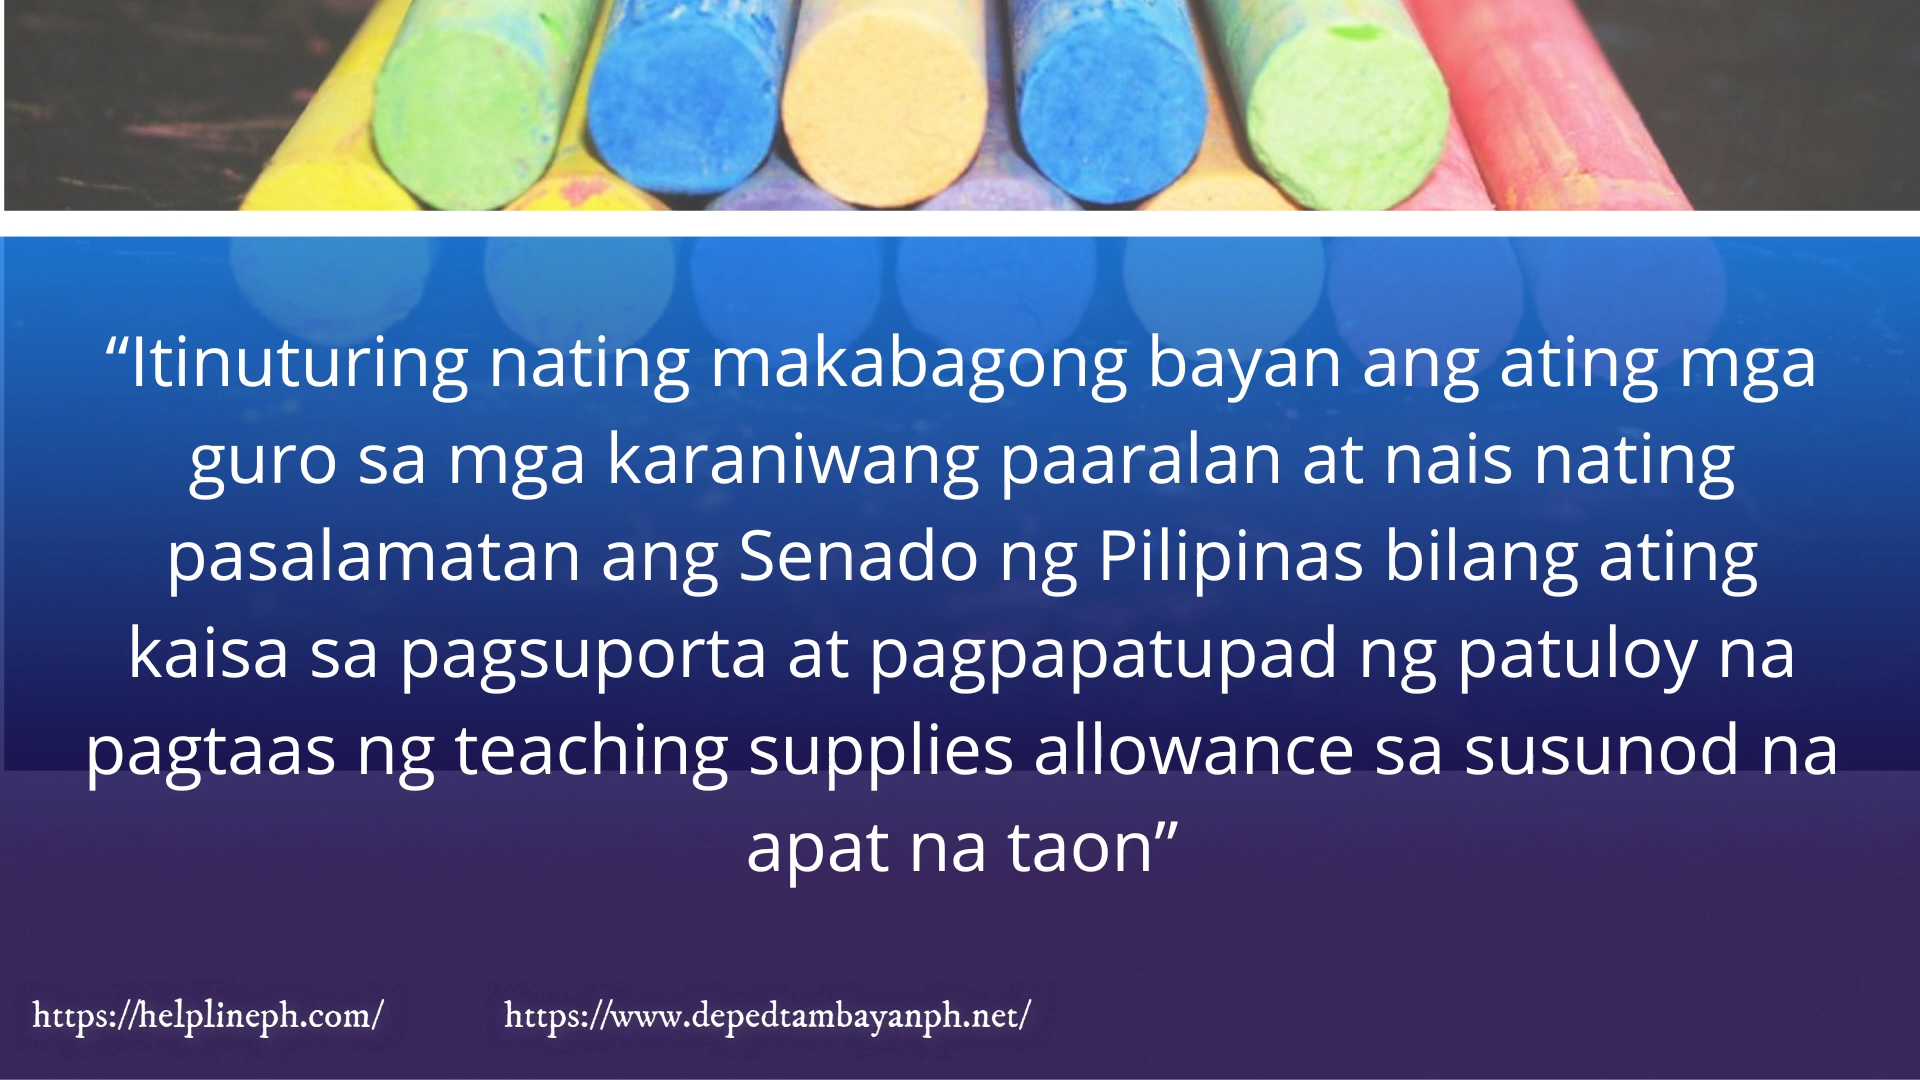 “Itinuturing nating makabagong bayan ang ating mga
guro sa mga karaniwang paaralan at nais nating
pasalamatan ang Senado ng Pilipinas bilang ating
kaisa sa pagsuporta at pagpapatupad ng patuloy na
pagtaas ng teaching supplies allowance sa susunod na
apat na taon”
https://helplineph.com/ https://www.depedtambayanph.net/